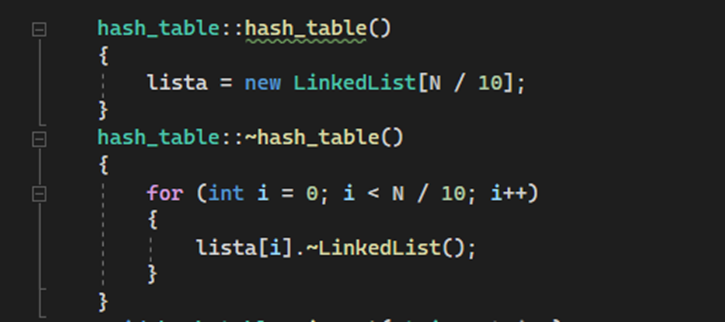 hash_table::hash_table()
{
lista = new LinkedList[N / 10];
}
hash_table::~hash_table()
{
for (int i = 0; i < N / 10; i++)
{
lista[i].~LinkedList();
}
}